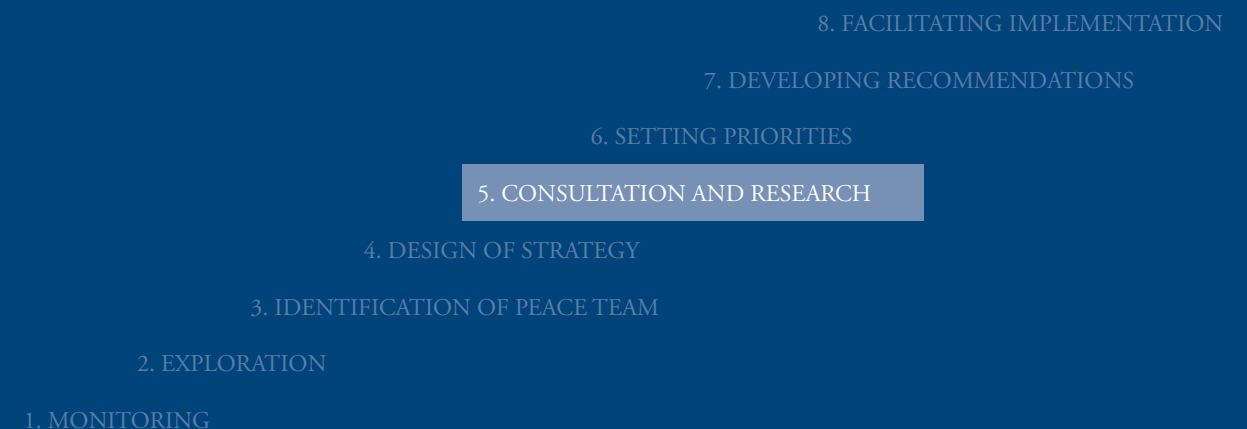 8. FACILITATING IMPLEMENTATION
7. DEVELOPING RECOMMENDATIONS
6. SETTING PRIORITIES
5. CONSULTATION AND RESEARCH
4. DESIGN OF STRATEGY
3. IDENTIFICATION OF PEACE TEAM
2. EXPLORATION
1. MONITORING